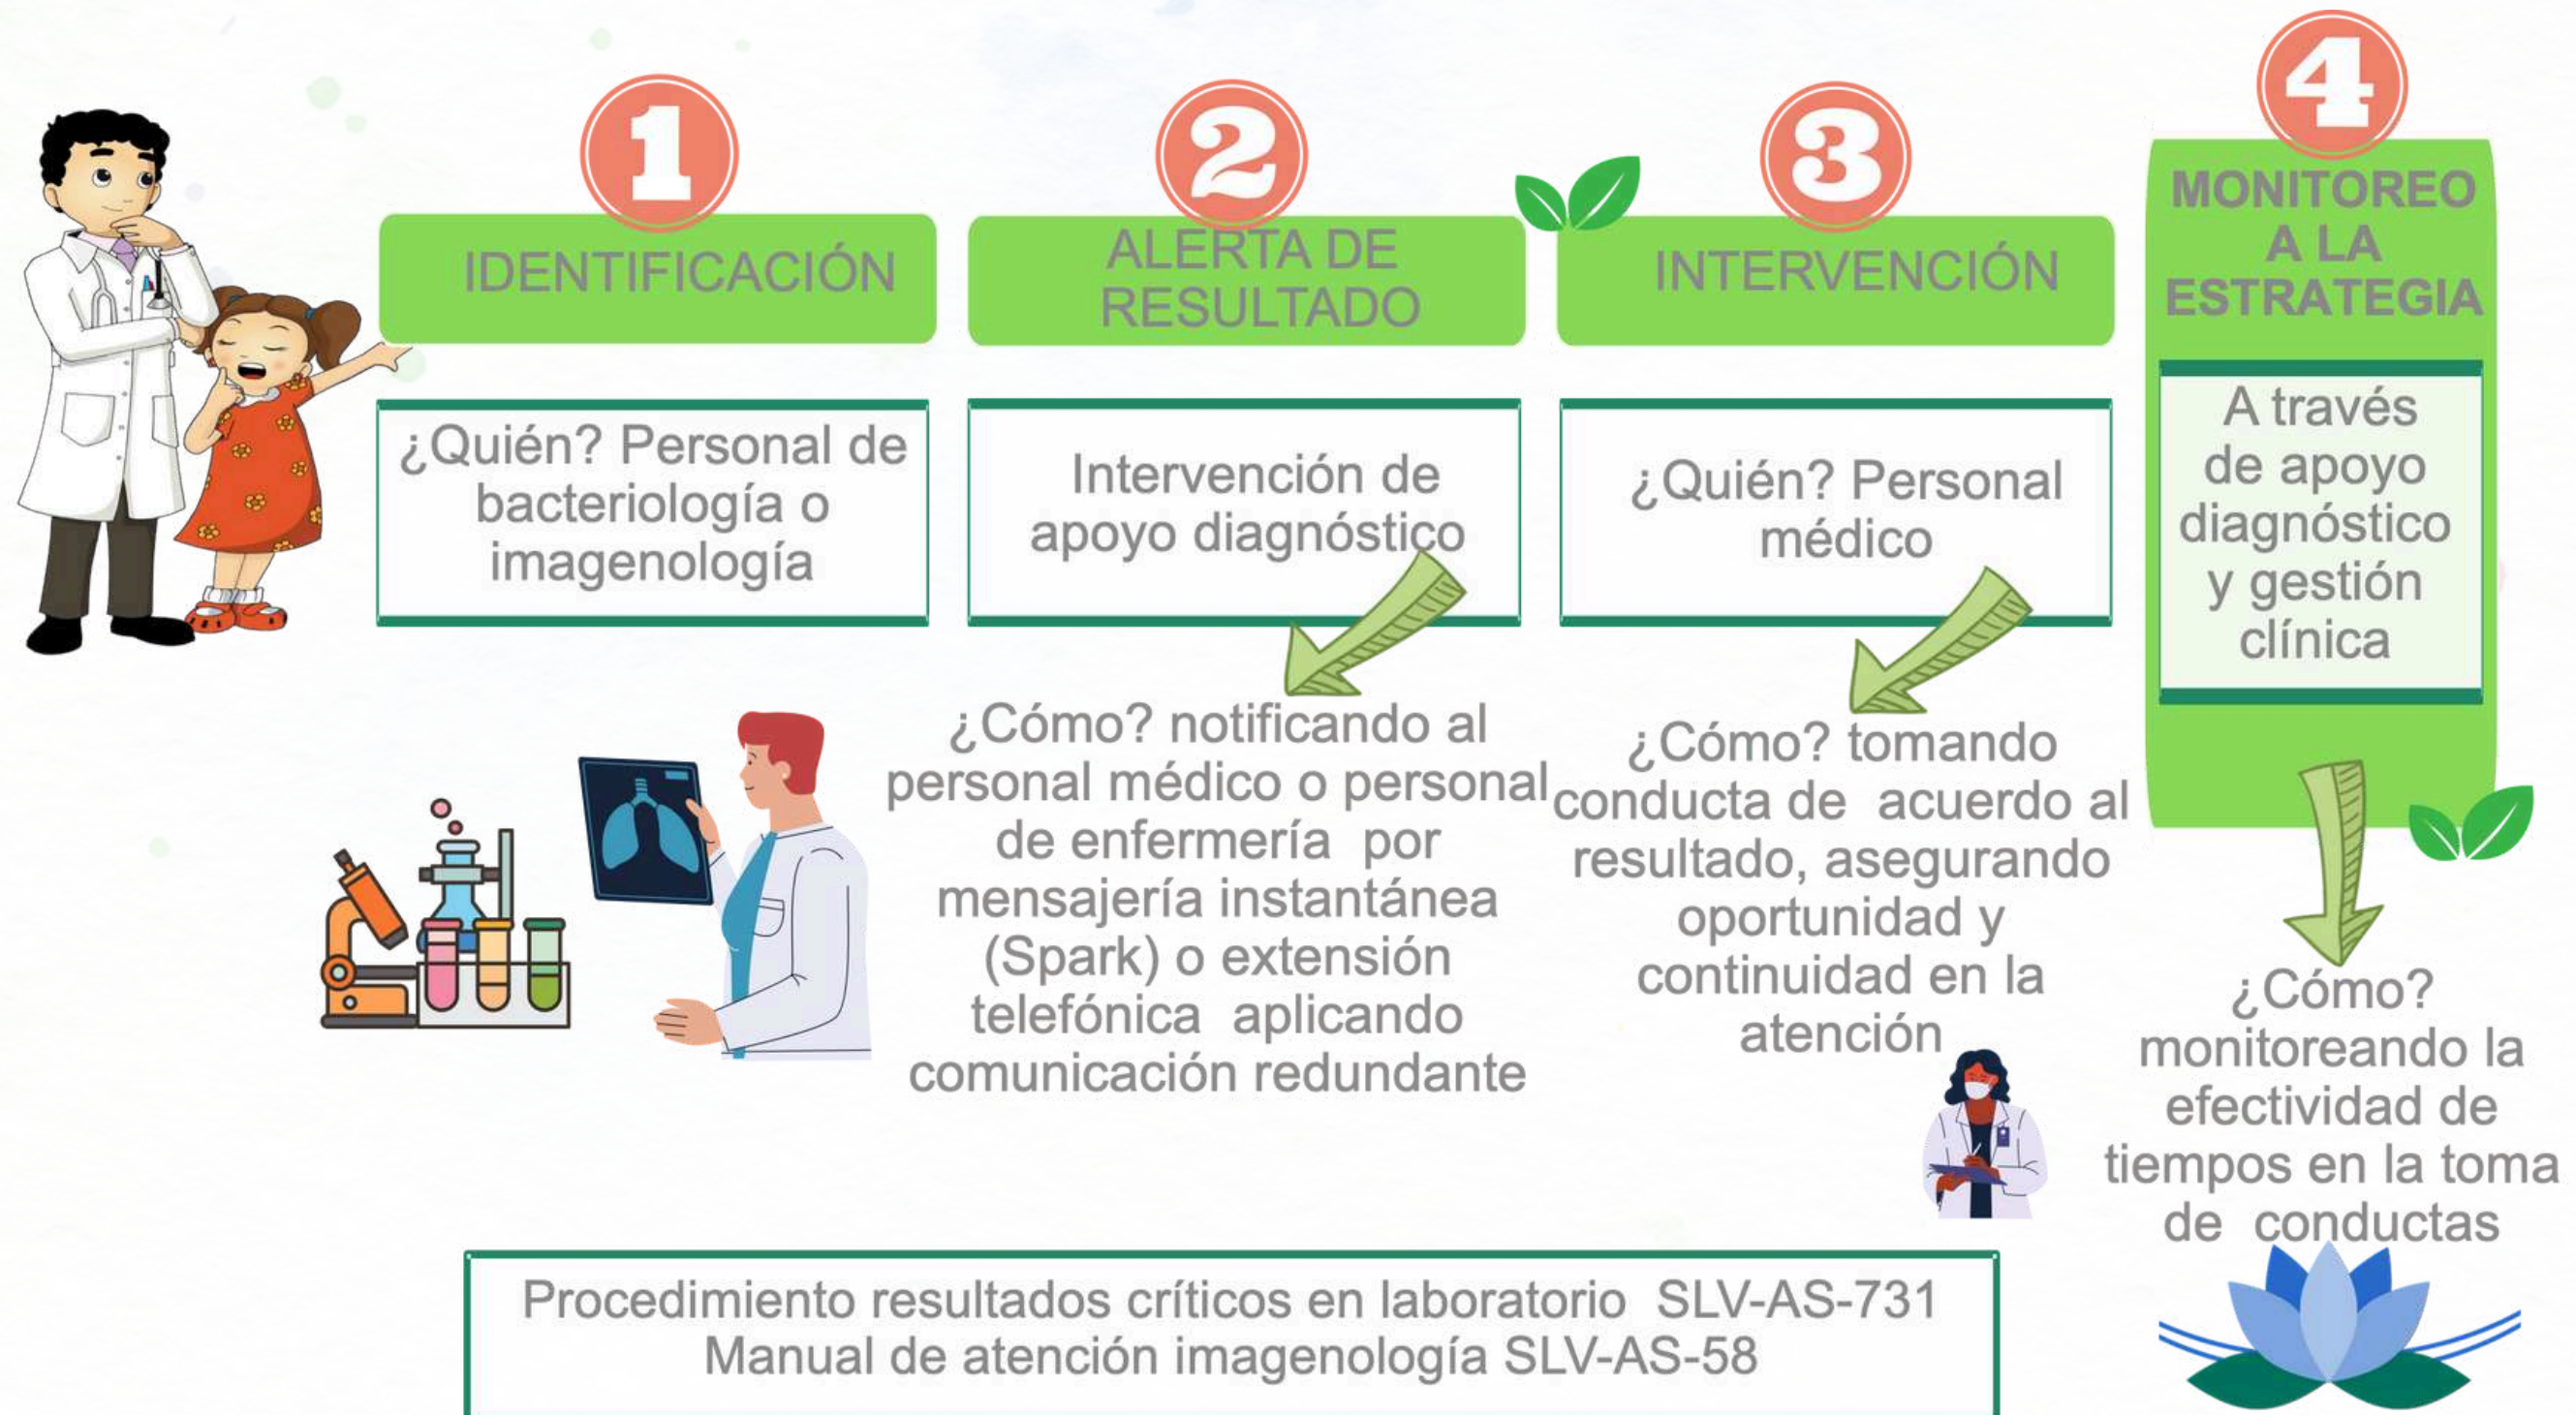 1
IDENTIFICACIÓN
¿Quién? Personal de
bacteriología o
imagenología
2
ALERTA DE
RESULTADO
Intervención de
apoyo diagnóstico
¿Cómo? notificando al
personal médico o personal
de enfermería por
mensajería instantánea
(Spark) o extensión
telefónica aplicando
comunicación redundante
3
INTERVENCIÓN
¿Quién? Personal
médico
¿Cómo? tomando
conducta de acuerdo al
resultado, asegurando
oportunidad y
continuidad en la
atención
4
MONITOREO
A LA
ESTRATEGIA
A través
de apoyo
diagnóstico
y gestión
clínica
¿Cómo?
monitoreando la
efectividad de
tiempos en la toma
de conductas
Procedimiento resultados críticos en laboratorio SLV-AS-731
Manual de atención imagenología SLV-AS-58